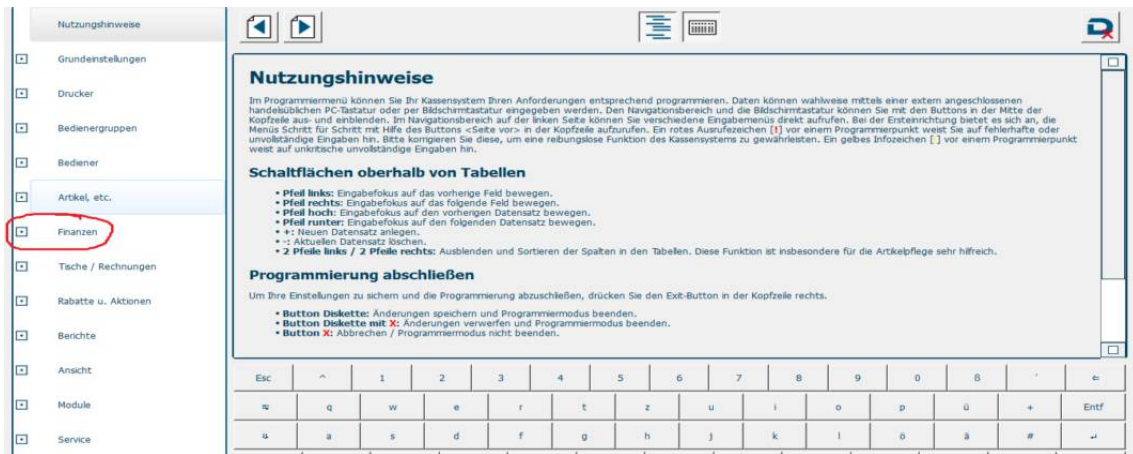 Nutzungshinweise
Grundeinstellungen
Drucker
Bedienergruppen
Bediener
Artikel, etc.
Finanzen
Tische / Rechnungen
Rabatte u. Aktionen
Berichte
Ansicht
Module
Service
Nutzungshinweise
Im Programmiermenü können Sie Ihr Kassensystem Ihren Anforderungen entsprechend programmieren. Daten können wahlweise mittels einer extern angeschlossenen
handelsüblichen PC-Tastatur oder per Bildschirmtastatur eingegeben werden. Den Navigationsbereich und die Bildschirmtastatur können Sie mit den Buttons in der Mitte der
Kopfzeile aus- und einblenden. Im Navigationsbereich auf der linken Seite können Sie verschiedene Eingabemenüs direkt aufrufen. Bei der Ersteinrichtung bietet es sich an, die
Menüs Schritt für Schritt mit Hilfe des Buttons <Seite vor> in der Kopfzeile aufzurufen. Ein rotes Ausrufezeichen [!] vor einem Programmierpunkt weist Sie auf fehlerhafte oder
unvollständige Eingaben hin. Bitte korrigieren Sie diese, um eine reibungslose Funktion des Kassensystems zu gewährleisten. Ein gelbes Infozeichen [] vor einem Programmierpunkt
weist auf unkritische unvollständige Eingaben hin.
Schaltflächen oberhalb von Tabellen
• Pfeil links: Eingabefokus auf das vorherige Feld bewegen.
• Pfeil rechts: Eingabefokus auf das folgende Feld bewegen.
• Pfeil hoch: Eingabefokus auf den vorherigen Datensatz bewegen.
• Pfeil runter: Eingabefokus auf den folgenden Datensatz bewegen.
• +: Neuen Datensatz anlegen.
• -: Aktuellen Datensatz löschen.
• 2 Pfeile links / 2 Pfeile rechts: Ausblenden und Sortieren der Spalten in den Tabellen. Diese Funktion ist insbesondere für die Artikelpflege sehr hilfreich.
Programmierung abschließen
Um Ihre Einstellungen zu sichern und die Programmierung abzuschließen, drücken Sie den Exit-Button in der Kopfzeile rechts.
• Button Diskette: Änderungen speichern und Programmiermodus beenden.
• Button Diskette mit X: Änderungen verwerfen und Programmiermodus beenden.
• Button X: Abbrechen / Programmiermodus nicht beenden.
Esc ^ 1 2 3 4 5 6 7 8 9 0 ß ´
q w e r t z u i o p ü + Entf
a s d f g h j k l ö ä #